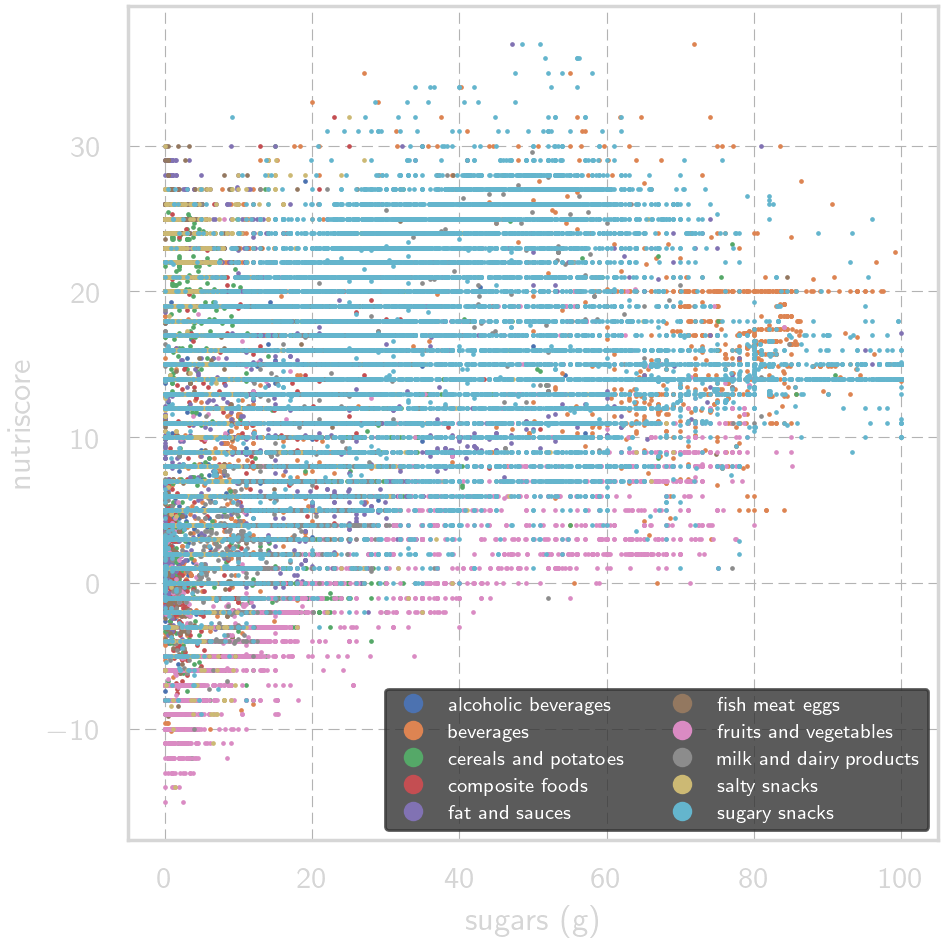 nutriscore
30
20
10
0
−10
alcoholic beverages
beverages
cereals and potatoes
composite foods
fat and sauces
fish meat eggs
fruits and vegetables
milk and dairy products
salty snacks
sugary snacks
0 20 40 60 80 100
sugars (g)